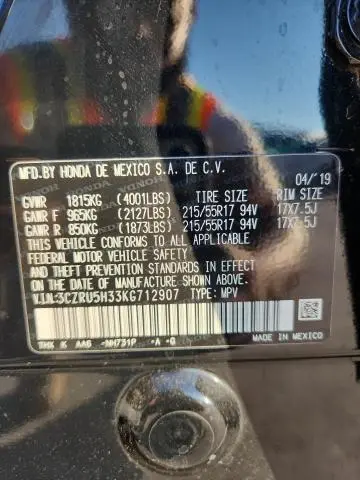 MFD.BY HONDA DE MEXICO S.A. DE C.V. 04/'19
GVWR 1815KG (4001LBS) TIRE SIZE RIM SIZE
GAWR F 965KG (2127LBS) 215/55R17 94V 17X7.5J
GAWR R 850KG (1873LBS) 215/55R17 94V 17X7.5J
THIS VEHICLE CONFORMS TO ALL APPLICABLE
FEDERAL MOTOR VEHICLE SAFETY AND THEFT
PREVENTION STANDARDS IN EFFECT ON THE
DATE OF MANUFACTURE SHOWN ABOVE.
V.I.N:3CZRU5H33KG712907 TYPE: MPV
THX K AA6 -NH731P -A -G MADE IN
MEXICO